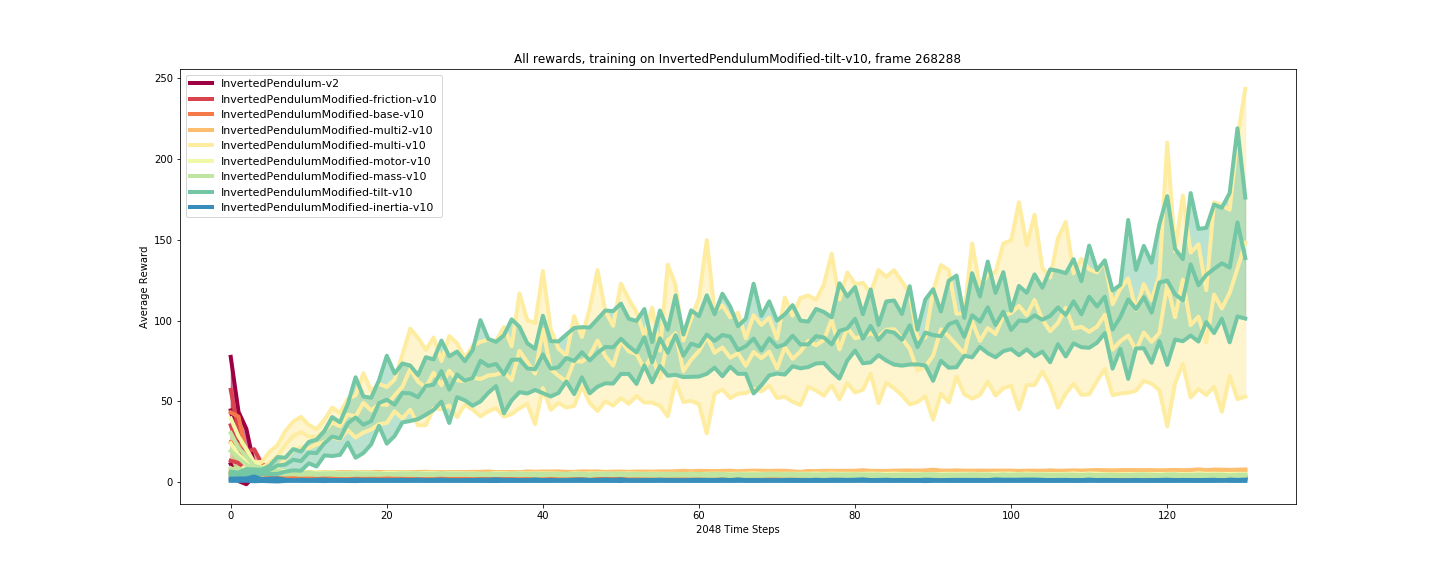 All rewards, training on InvertedPendulumModified-tilt-v10, frame 268288
250
200
150
100
50
0
Average Reward
InvertedPendulum-v2
InvertedPendulumModified-friction-v10
InvertedPendulumModified-base-v10
InvertedPendulumModified-multi2-v10
InvertedPendulumModified-multi-v10
InvertedPendulumModified-motor-v10
InvertedPendulumModified-mass-v10
InvertedPendulumModified-tilt-v10
InvertedPendulumModified-inertia-v10
0 20 40 60 80 100 120
2048 Time Steps